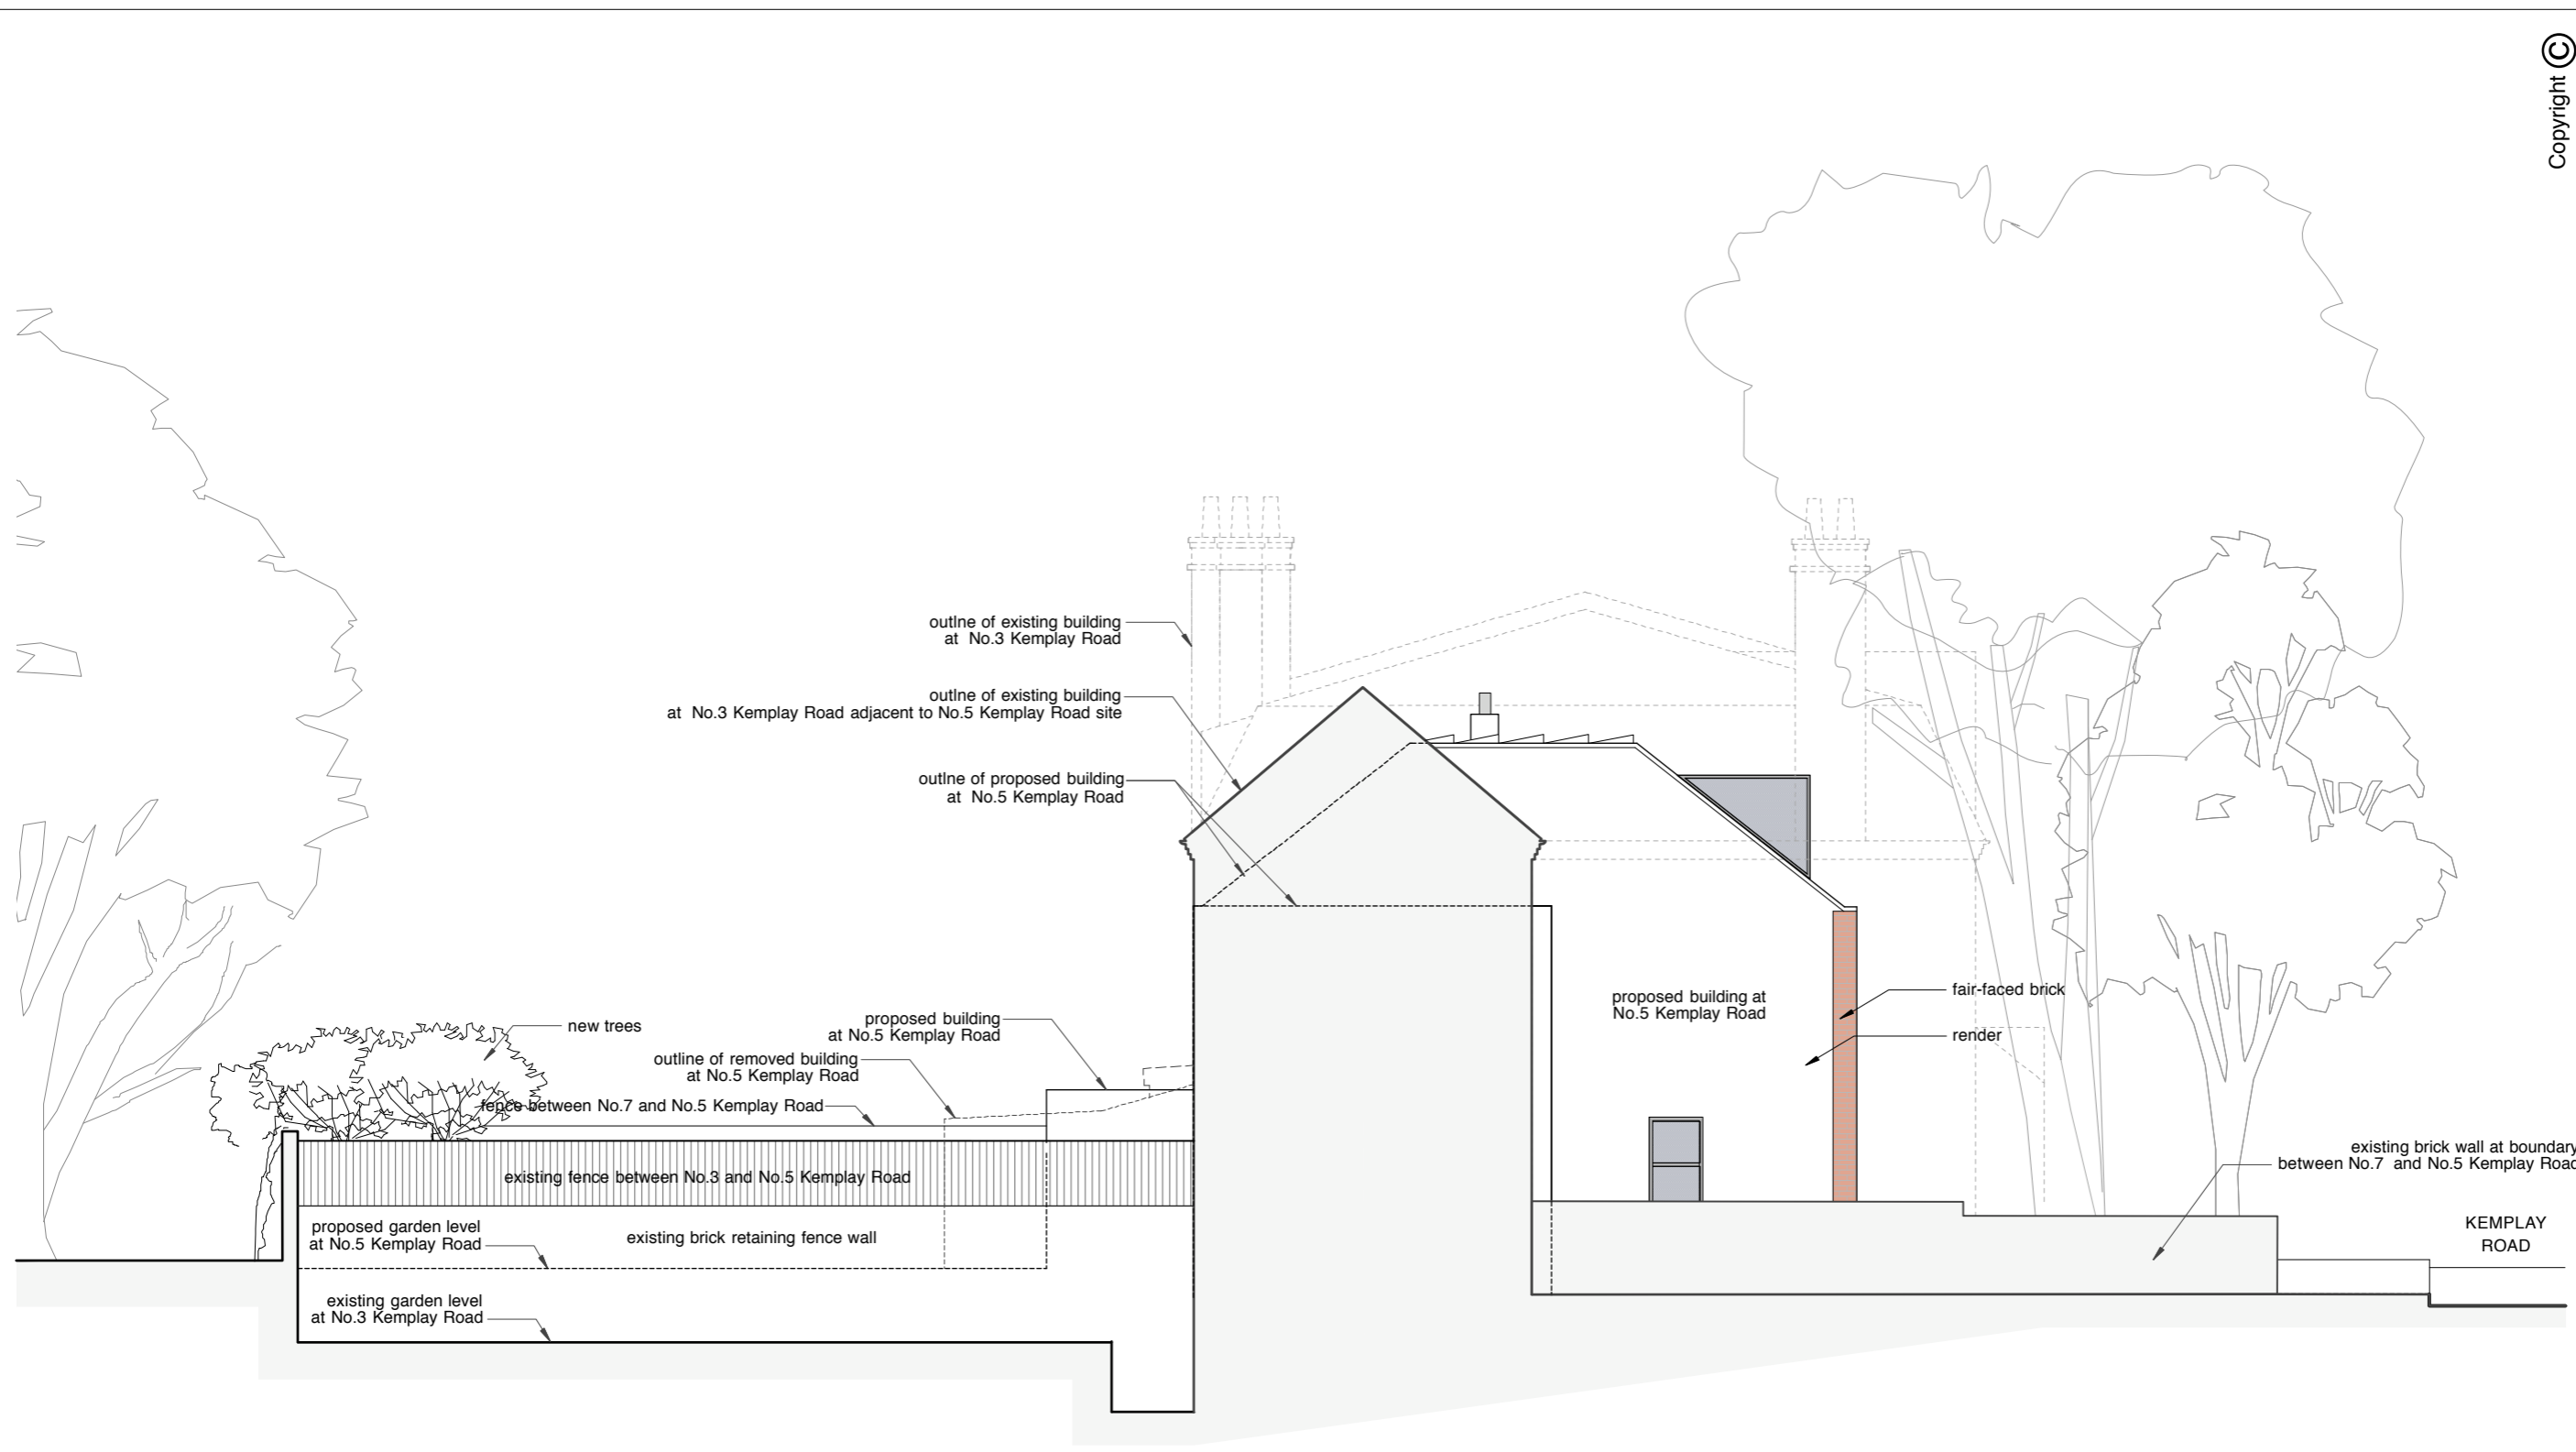 Copyright ©
outlne of existing building
at No.3 Kemplay Road
outlne of existing building
at No.3 Kemplay Road adjacent to No.5 Kemplay Road site
outlne of proposed building
at No.5 Kemplay Road
proposed building at
No.5 Kemplay Road
fair-faced brick
render
new trees
proposed building
at No.5 Kemplay Road
outline of removed building
at No.5 Kemplay Road
fence between No.7 and No.5 Kemplay Road
existing fence between No.3 and No.5 Kemplay Road
existing brick wall at boundary
between No.7 and No.5 Kemplay Road
proposed garden level
at No.5 Kemplay Road
existing brick retaining fence wall
KEMPLAY
ROAD
existing garden level
at No.3 Kemplay Road